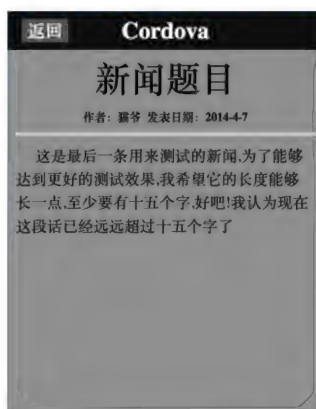 返回 Cordova
新闻题目
作者：猫爷 发表日期：2014-4-7
这是最后一条用来测试的新闻,为了能够
达到更好的测试效果,我希望它的长度能够
长一点,至少要有十五个字,好吧!我认为现在
这段话已经远远超过十五个字了